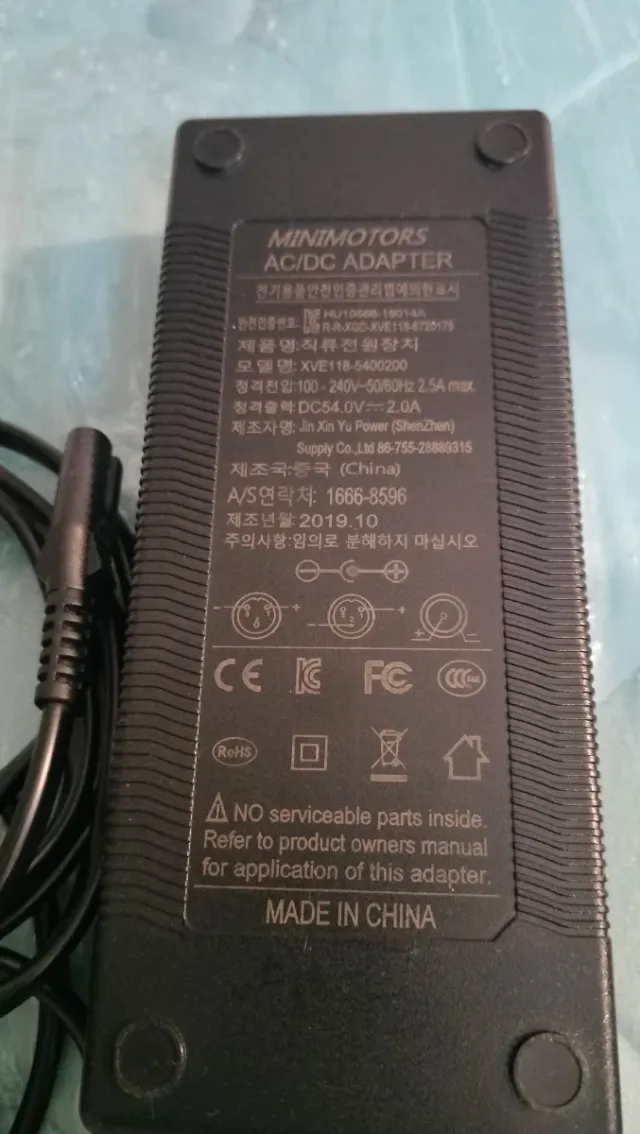 MINIMOTORS
AC/DC ADAPTER
전기용품안전인증관리법에의한표시
안전인증번호: HU10668-18014A
R-R-XGD-XVE118-5720175
제품명:직류전원장치
모델명: XVE118-5400200
정격전압:100 - 240V~50/60Hz 2.5A max.
정격출력:DC54.0V⎓2.0A
제조자명: Jin Xin Yu Power (ShenZhen)
Supply Co.,Ltd 86-755-28880315
제조국:중국 (China)
A/S연락처: 1666-8596
제조년월: 2019.10
주의사항:임의로 분해하지 마십시오
CE KC FC CCC
RoHS
NO serviceable parts inside.
Refer to product owners manual
for application of this adapter.
MADE IN CHINA